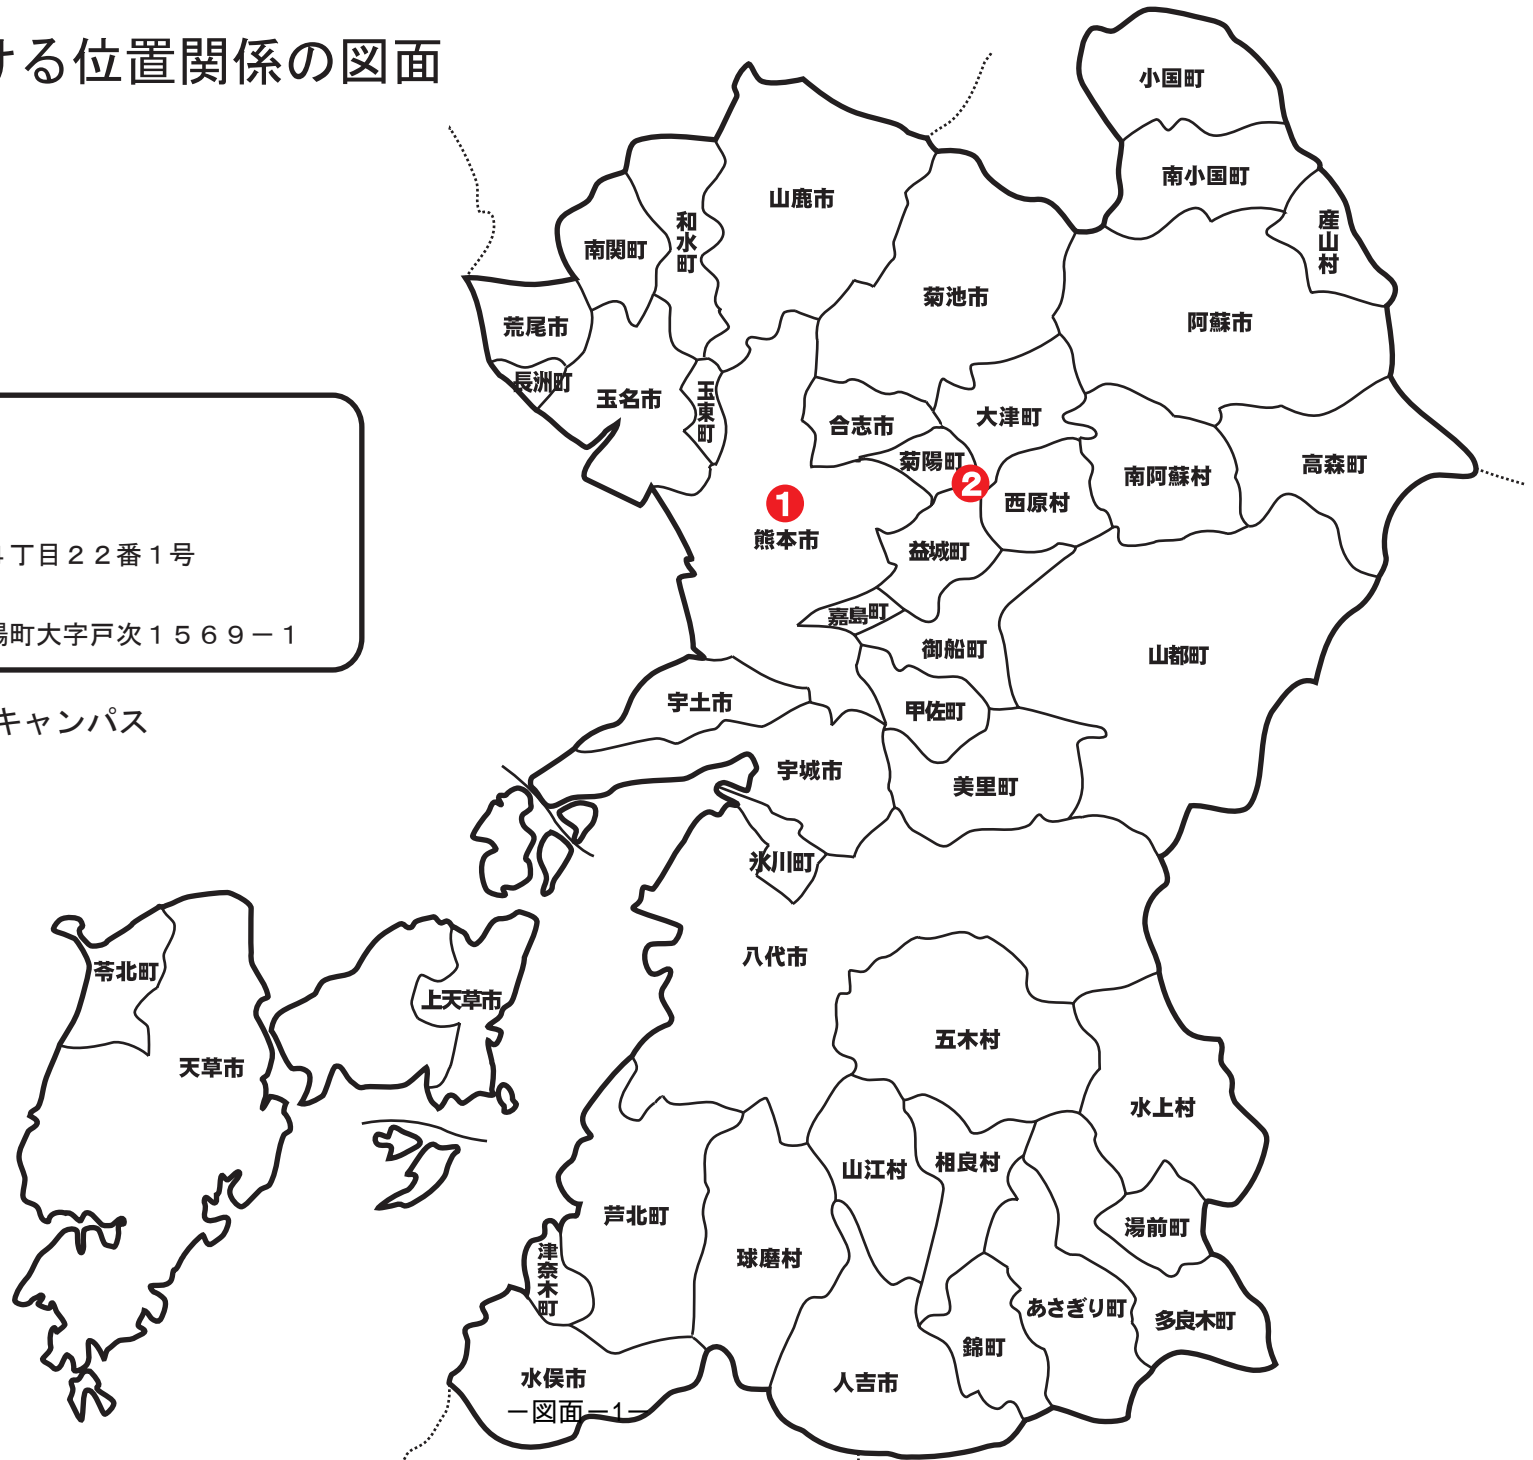 ける位置関係の図面
小国町
南小国町
産山村
山鹿市
和水町
南関町
菊池市
阿蘇市
荒尾市
長洲町
玉名市
玉東町
合志市
大津町
菊陽町
南阿蘇村
高森町
1
2
西原村
熊本市
益城町
4丁目22番1号
嘉島町
陽町大字戸次1569－1
御船町
山都町
宇土市
甲佐町
キャンパス
宇城市
美里町
氷川町
八代市
苓北町
上天草市
天草市
五木村
水上村
山江村
相良村
芦北町
湯前町
津奈木町
球磨村
あさぎり町
多良木町
錦町
水俣市
人吉市
－図面－1－